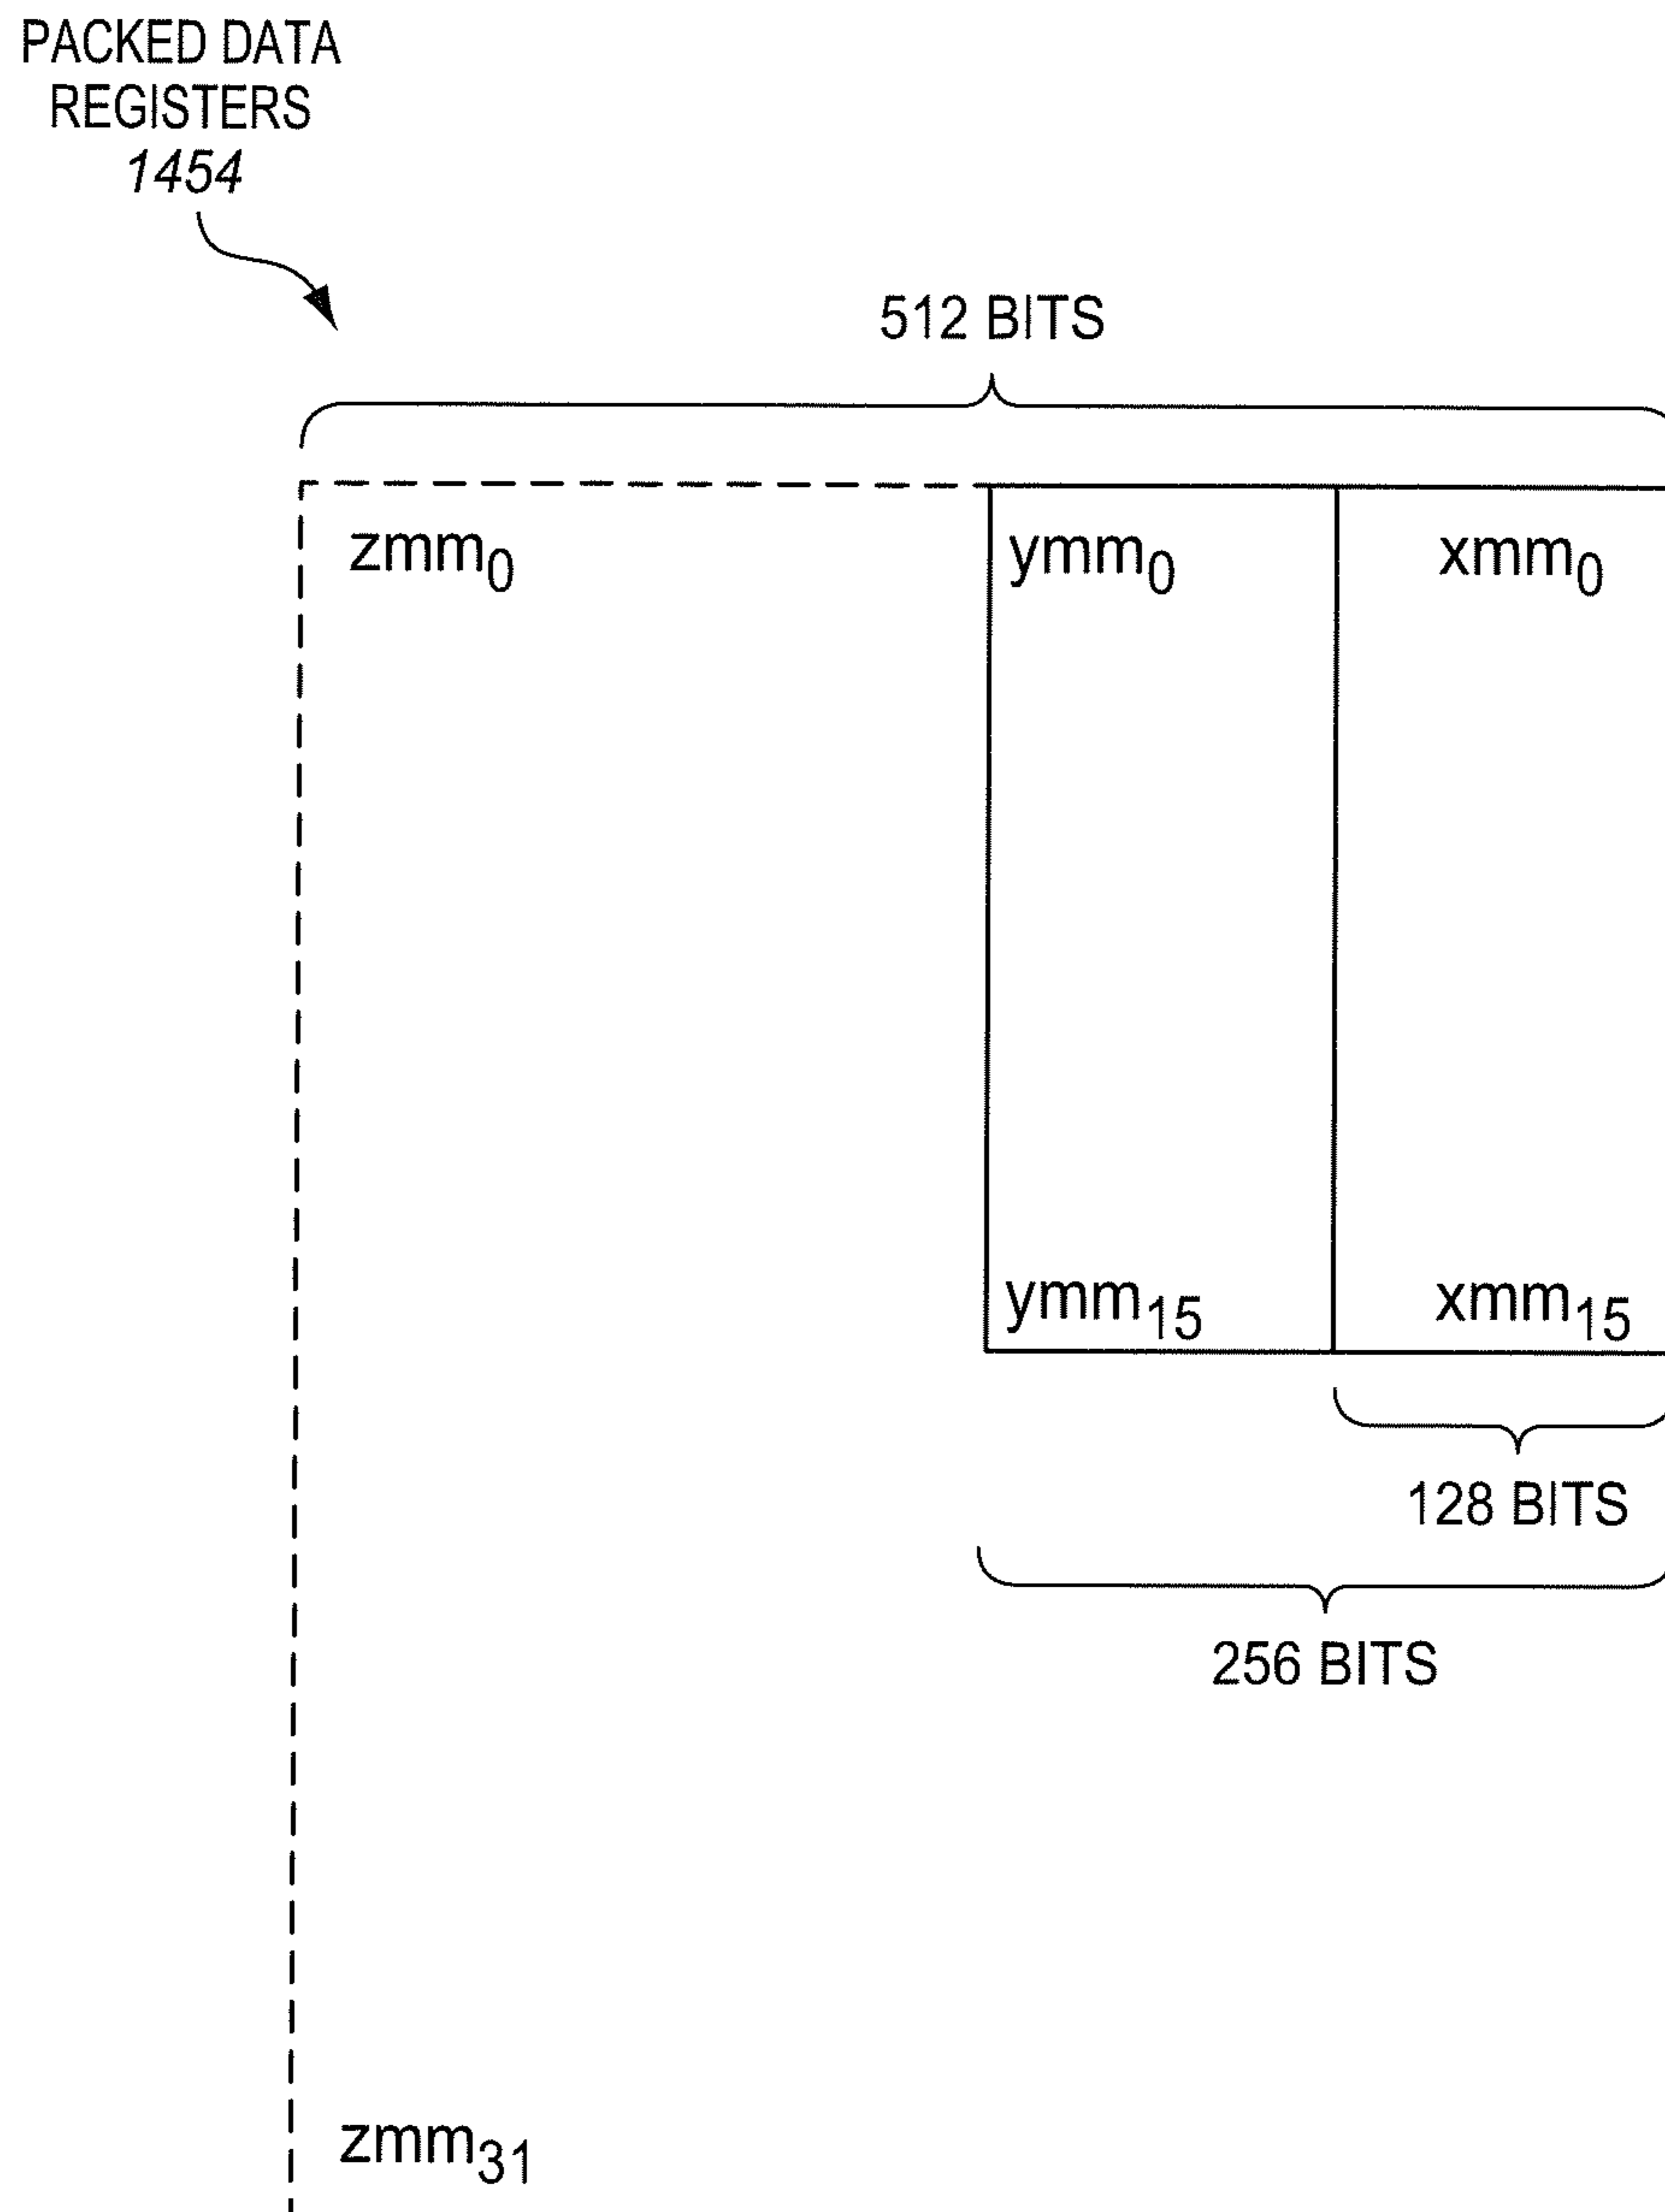 PACKED DATA
REGISTERS
1454
512 BITS
zmm0 ymm0 xmm0
ymm15 xmm15
128 BITS
256 BITS
zmm31